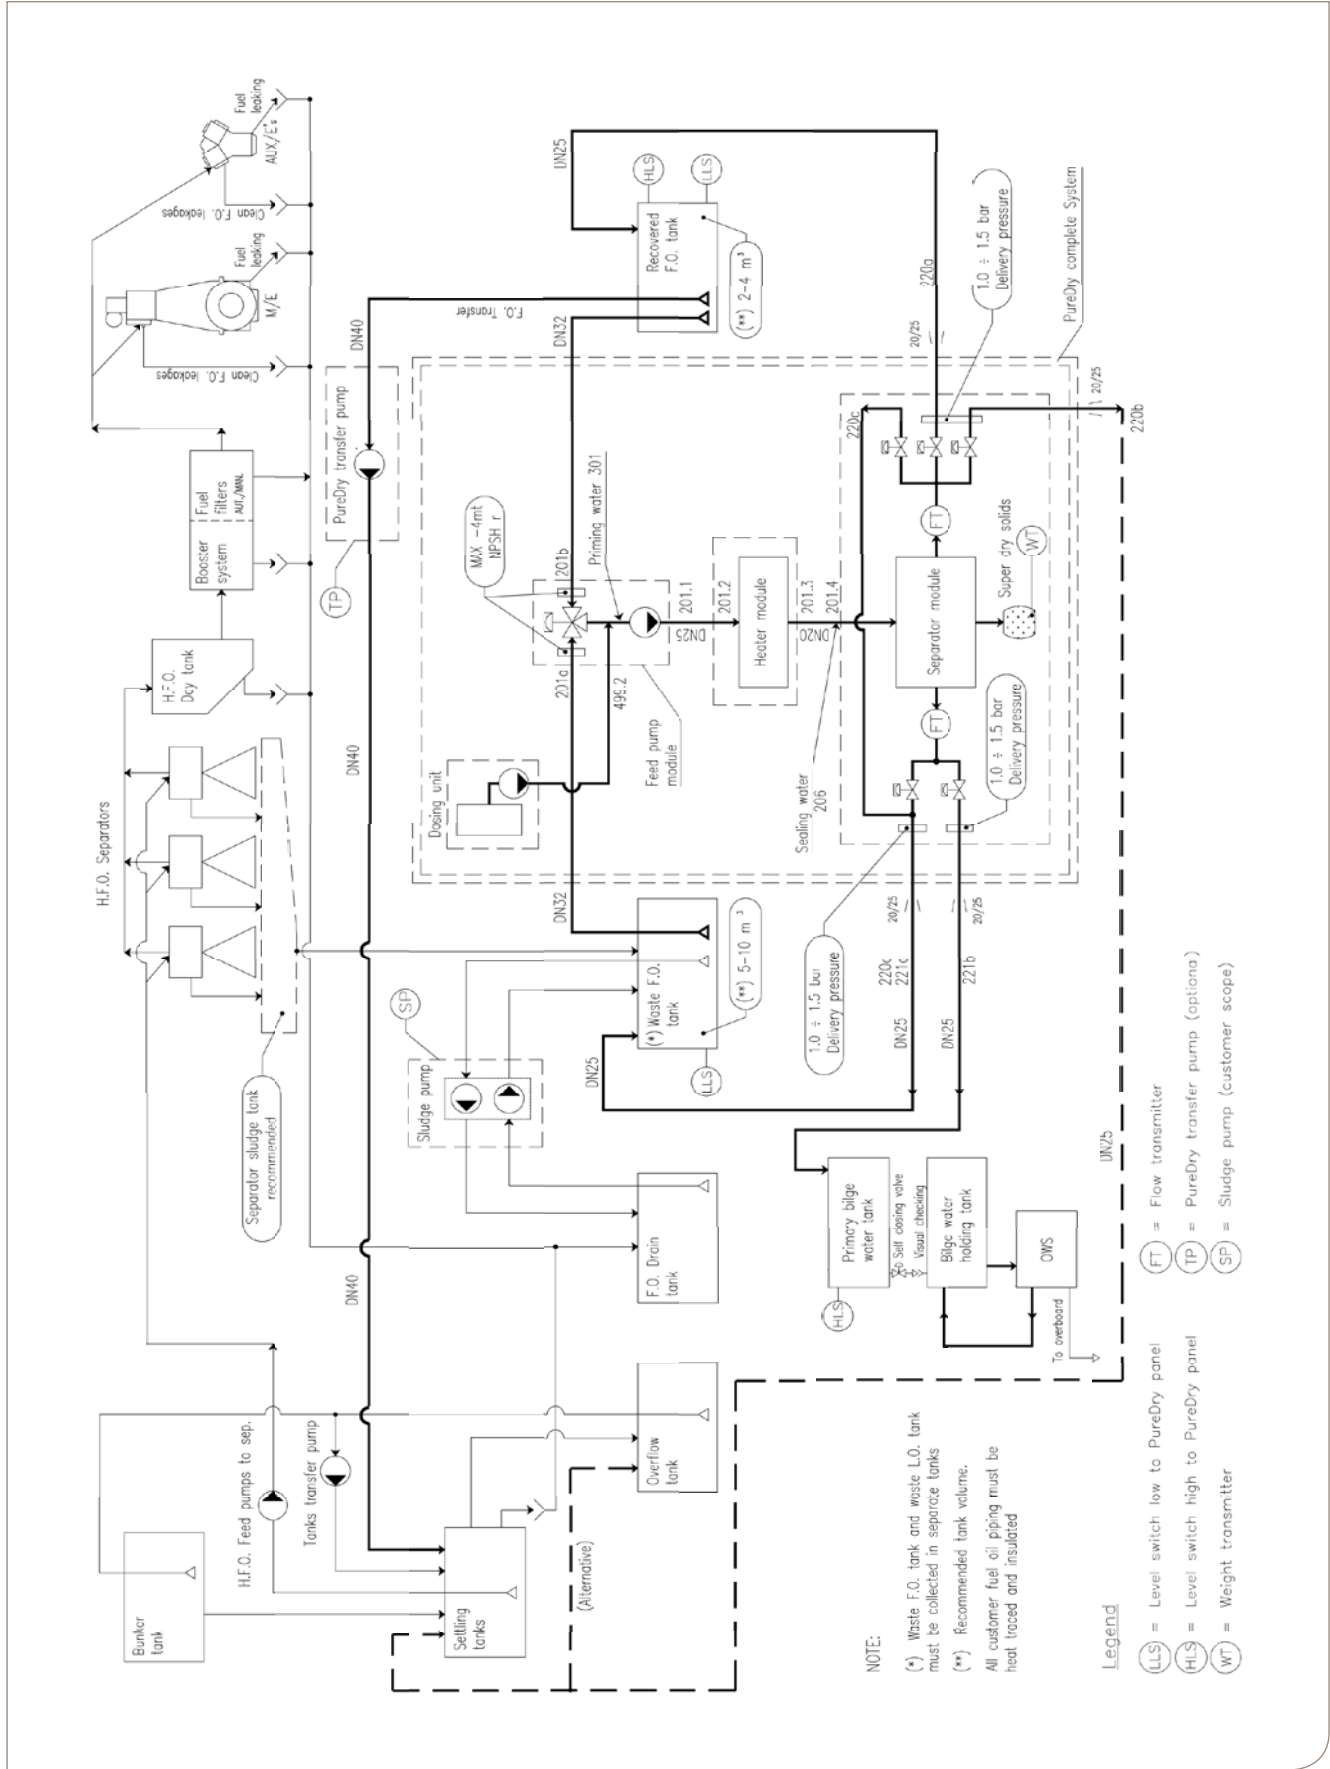 Bunker
tank
H.F.O. Feed pumps to sep.
Tanks transfer pump
Settling
tanks
(Alternative)
Overflow
tank
F.O. Drain
tank
H.F.O. Separators
Separator sludge tank
recommended
H.F.O.
Day tank
Booster
system
Fuel
filters
AUT./MAN.
Clean F.O. leakages
M/E
Fuel
leaking
Clean F.O. leakages
AUX/E's
Fuel
leaking
DN40
DN40
DN40
TP
PureDry transfer pump
F.O. Transfer
SP
Sludge pump
(*) Waste F.O.
tank
(**) 5-10 m³
LLS
DN25
DN32
Dosing unit
201a
499.2
Feed pump
module
MAX -4mt
NPSH r
201b
Priming water 301
DN32
DN25
Recovered
F.O. tank
HLS
LLS
(**) 2-4 m³
201.1
DN25
201.2
Heater module
201.3
DN20
201.4
Sealing water
206
Separator module
FT
FT
Super dry solids
WT
220c
220a
20/25
1.0 ÷ 1.5 bar
Delivery pressure
PureDry complete System
20/25
220b
1.0 ÷ 1.5 bar
Delivery pressure
1.0 ÷ 1.5 bar
Delivery pressure
20/25
20/25
220c
221c
221b
DN25
DN25
DN25
Primary bilge
water tank
HLS
Self closing valve
Visual checking
Bilge water
holding tank
OWS
To overboard
NOTE:
(*) Waste F.O. tank and waste L.O. tank
must be collected in separate tanks
(**) Recommended tank volume.
All customer fuel oil piping must be
heat traced and insulated
Legend
LLS = Level switch low to PureDry panel
HLS = Level switch high to PureDry panel
WT = Weight transmitter
FT = Flow transmitter
TP = PureDry transfer pump (optional)
SP = Sludge pump (customer scope)